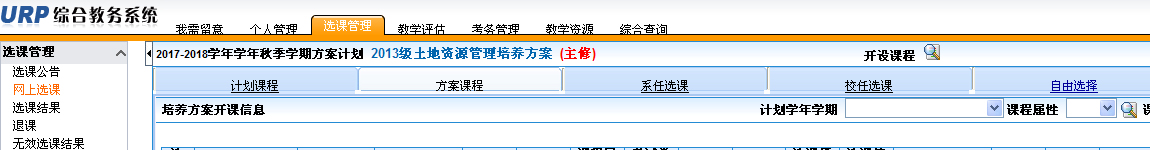 URP综合教务系统
我需留意 个人管理 选课管理 教学评估 考务管理 教学资源 综合查询
选课管理
2017-2018学年学年秋季学期方案计划 2013级土地资源管理培养方案 (主修) 开设课程
选课公告
计划课程 方案课程 系任选课 校任选课 自由选择
网上选课
选课结果
培养方案开课信息 计划学年学期 课程属性
退课
无效选课结果